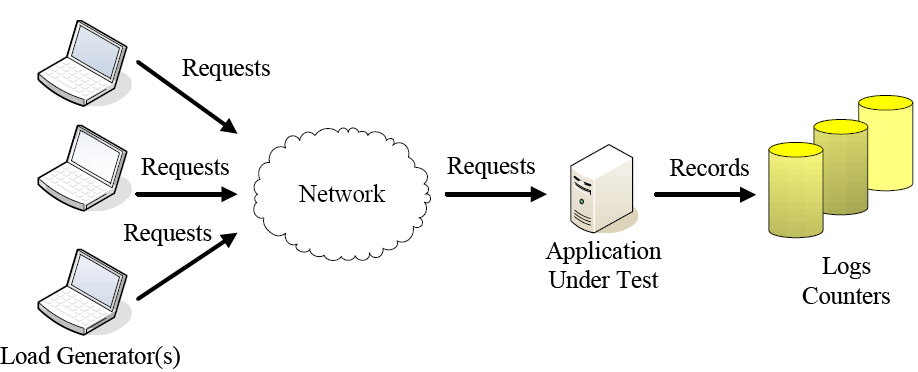 Requests
Requests
Requests
Load Generator(s)
Network
Requests
Application
Under Test
Records
Logs
Counters